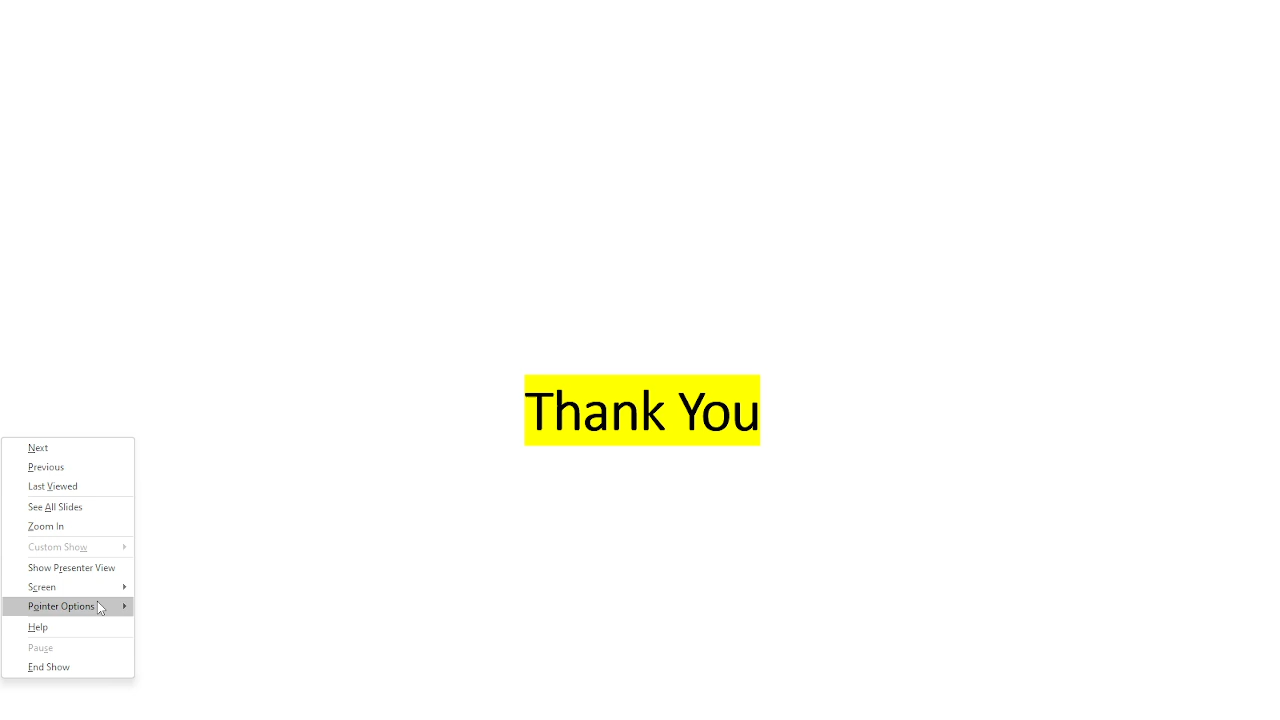 Thank You
Next
Previous
Last Viewed
See All Slides
Zoom In
Custom Show
Show Presenter View
Screen
Pointer Options
Help
Pause
End Show